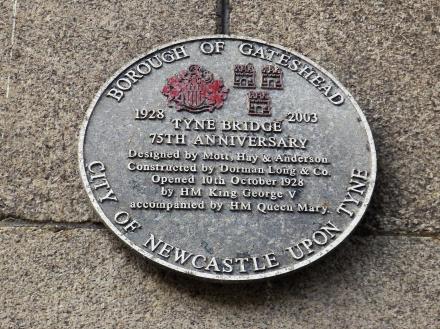 BOROUGH OF GATESHEAD
1928 2003
TYNE BRIDGE
75TH ANNIVERSARY
Designed by Mott, Hay & Anderson
Constructed by Dorman Long & Co.
Opened 10th October 1928
by HM King George V
accompanied by HM Queen Mary.
CITY OF NEWCASTLE UPON TYNE